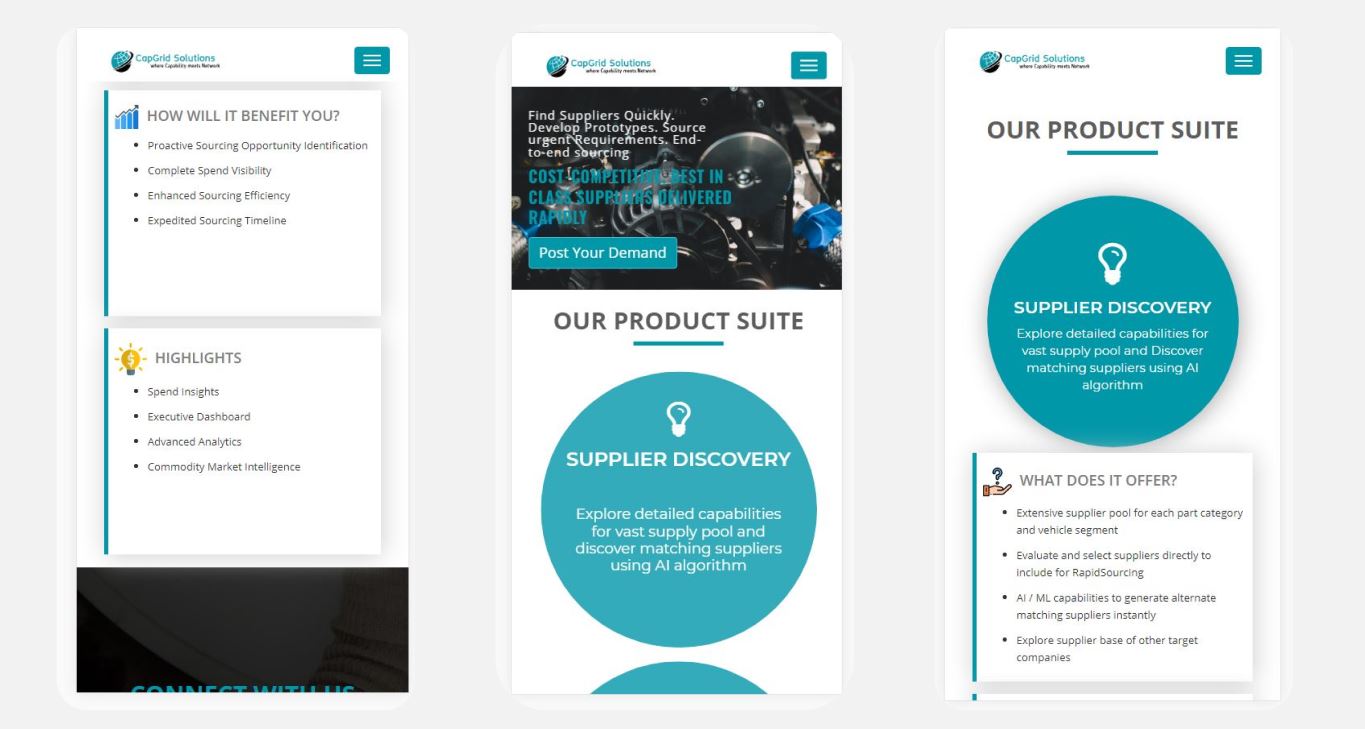 CapGrid Solutions
where Capability meets Network
HOW WILL IT BENEFIT YOU?
• Proactive Sourcing Opportunity Identification
• Complete Spend Visibility
• Enhanced Sourcing Efficiency
• Expedited Sourcing Timeline
HIGHLIGHTS
• Spend Insights
• Executive Dashboard
• Advanced Analytics
• Commodity Market Intelligence
CONNECT WITH US
CapGrid Solutions
where Capability meets Network
Find Suppliers Quickly.
Develop Prototypes. Source
urgent Requirements. End-
to-end sourcing
COST-COMPETITIVE, BEST IN
CLASS SUPPLIERS DELIVERED
RAPIDLY
Post Your Demand
OUR PRODUCT SUITE
SUPPLIER DISCOVERY
Explore detailed capabilities
for vast supply pool and
discover matching suppliers
using AI algorithm
CapGrid Solutions
where Capability meets Network
OUR PRODUCT SUITE
SUPPLIER DISCOVERY
Explore detailed capabilities for
vast supply pool and Discover
matching suppliers using AI
algorithm
WHAT DOES IT OFFER?
• Extensive supplier pool for each part category
and vehicle segment
• Evaluate and select suppliers directly to
include for RapidSourcing
• AI / ML capabilities to generate alternate
matching suppliers instantly
• Explore supplier base of other target
companies